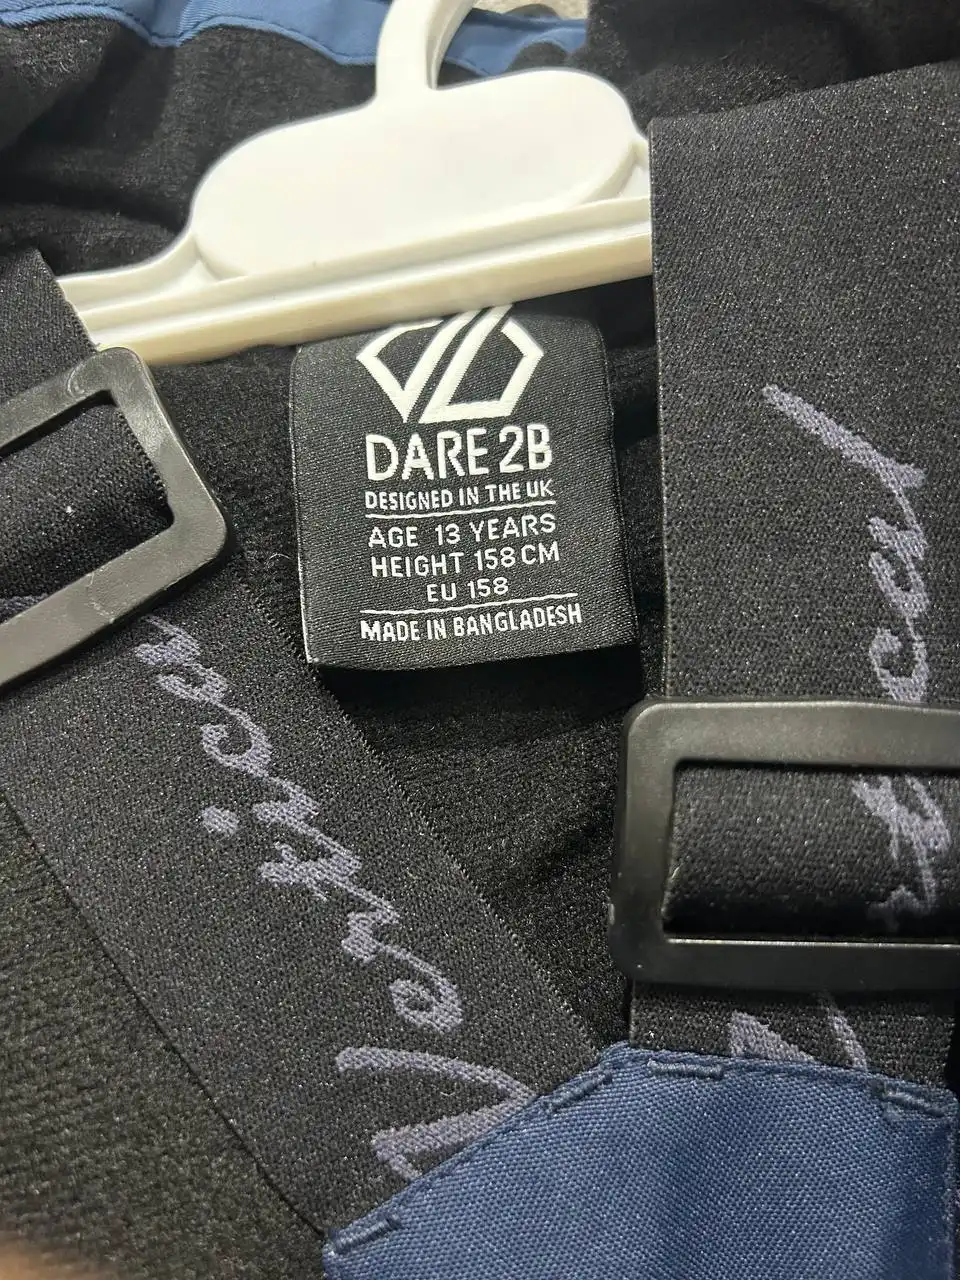 DARE 2B
DESIGNED IN THE UK
AGE 13 YEARS
HEIGHT 158 CM
EU 158
MADE IN BANGLADESH